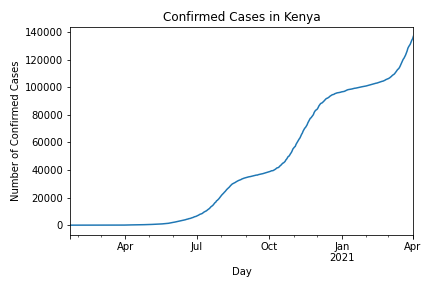 Confirmed Cases in Kenya
140000
120000
100000
80000
60000
40000
20000
0
Number of Confirmed Cases
Apr
Jul
Oct
Jan
2021
Apr
Day